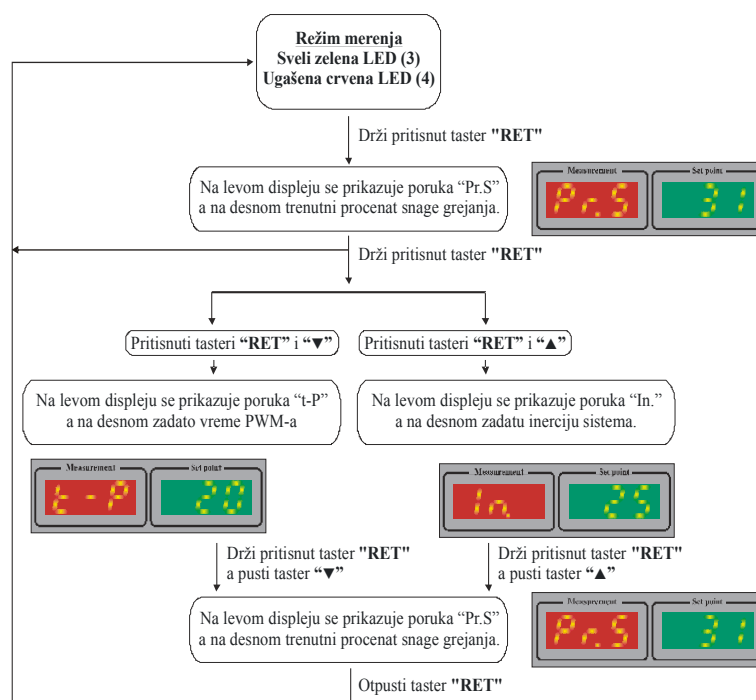 Režim merenja
Sveli zelena LED (3)
Ugašena crvena LED (4)
Drži pritisnut taster "RET"
Na levom displeju se prikazuje poruka “Pr.S”
a na desnom trenutni procenat snage grejanja.
Measurement
Set point
Pr.S
31
Drži pritisnut taster "RET"
Pritisnuti tasteri “RET” i “▼”
Pritisnuti tasteri “RET” i “▲”
Na levom displeju se prikazuje poruka “t-P”
a na desnom zadato vreme PWM-a
Na levom displeju se prikazuje poruka “In.”
a na desnom zadatu inerciju sistema.
Measurement
Set point
t-P
20
Measurement
Set point
In.
25
Drži pritisnut taster "RET"
a pusti taster “▼”
Drži pritisnut taster "RET"
a pusti taster “▲”
Na levom displeju se prikazuje poruka “Pr.S”
a na desnom trenutni procenat snage grejanja.
Measurement
Set point
Pr.S
31
Otpusti taster "RET"